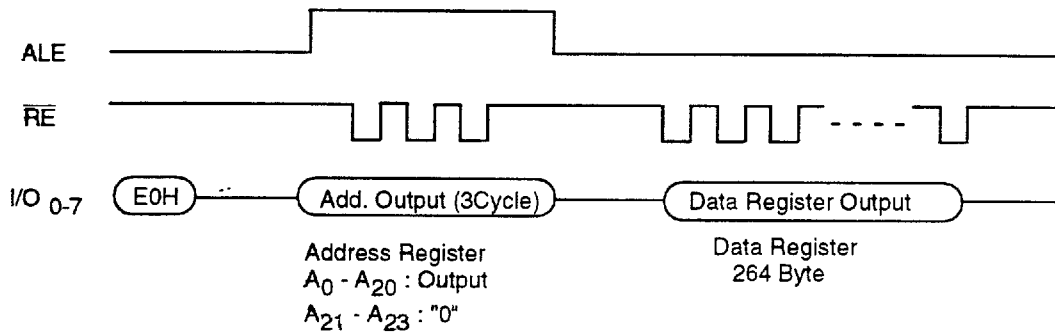 ALE
RE
I/O 0-7 E0H Add. Output (3Cycle) Data Register Output
Address Register
A0 - A20 : Output
A21 - A23 : "0"
Data Register
264 Byte